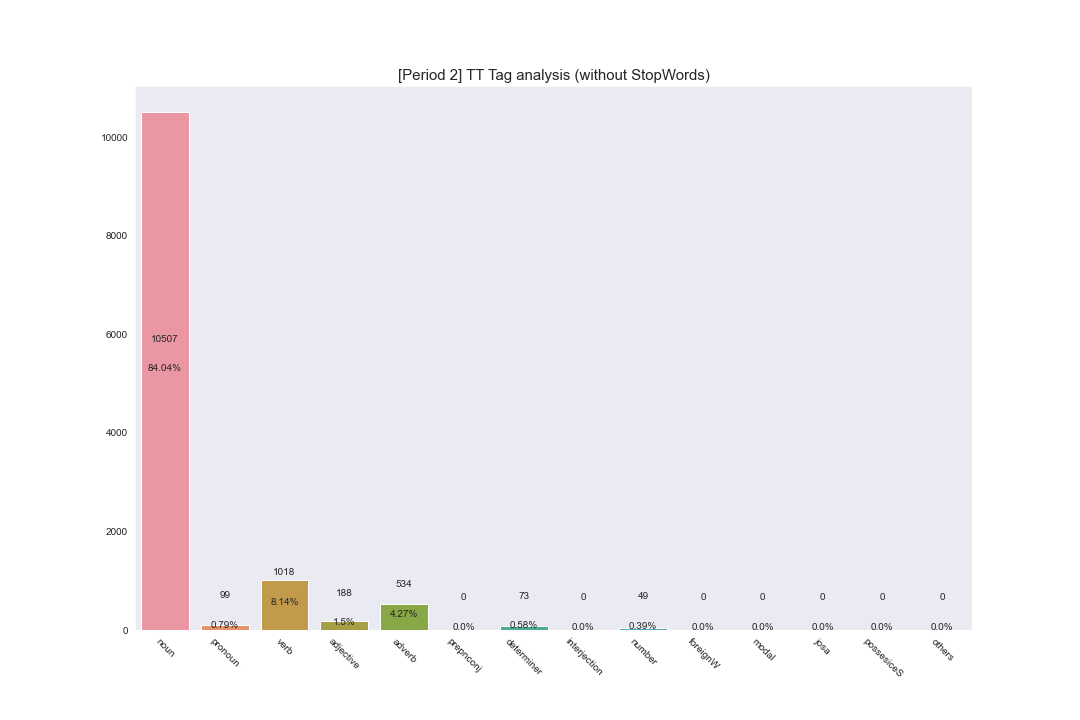 [Period 2] TT Tag analysis (without StopWords)
10000
8000
6000
4000
2000
0
10507
84.04%
99
0.79%
1018
8.14%
188
1.5%
534
4.27%
0
0.0%
73
0.58%
0
0.0%
49
0.39%
0
0.0%
0
0.0%
0
0.0%
0
0.0%
0
0.0%
noun
pronoun
verb
adjective
adverb
prepnconj
determiner
interjection
number
foreignW
modal
josa
possesiceS
others